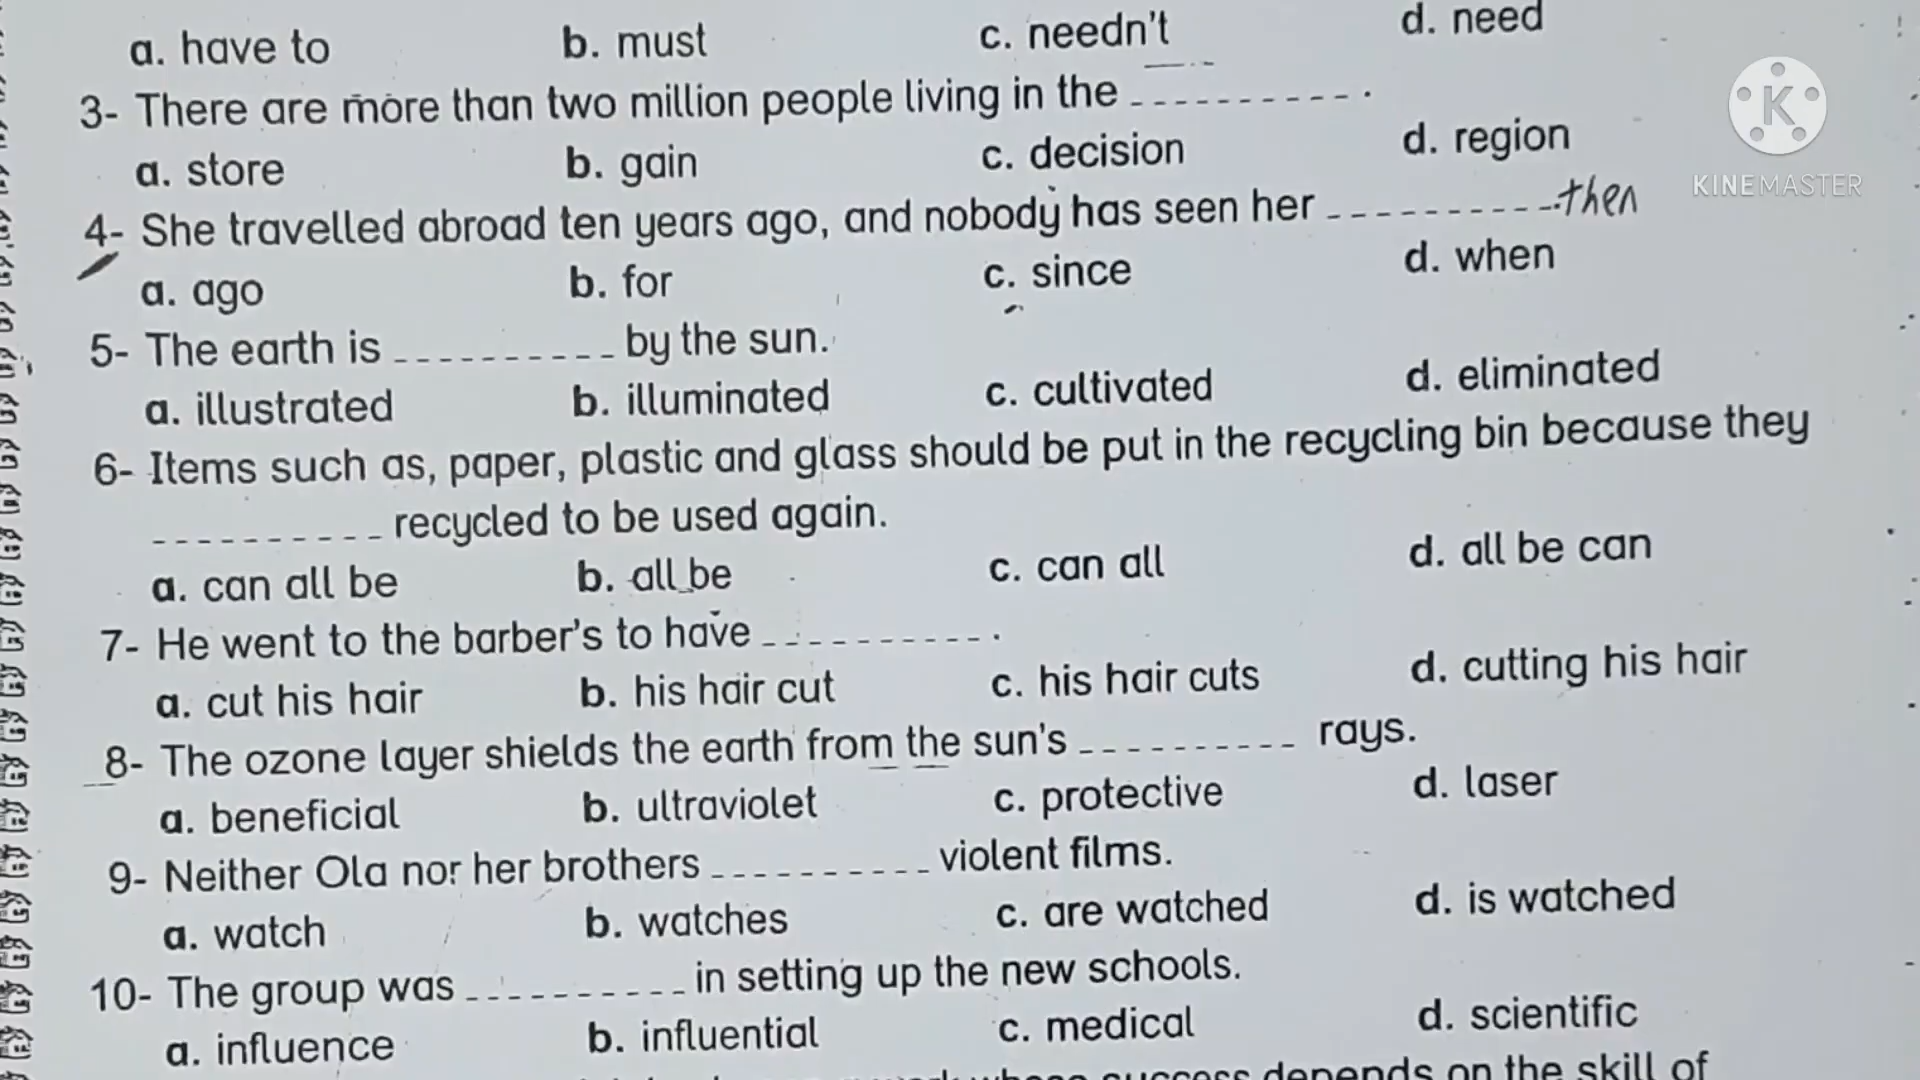 a. have to b. must c. needn't d. need
3- There are more than two million people living in the ----------.
a. store b. gain c. decision d. region
4- She travelled abroad ten years ago, and nobody has seen her ---------- then
a. ago b. for c. since d. when
5- The earth is ---------- by the sun.
a. illustrated b. illuminated c. cultivated d. eliminated
6- Items such as, paper, plastic and glass should be put in the recycling bin because they
---------- recycled to be used again.
a. can all be b. all be c. can all d. all be can
7- He went to the barber's to have ----------.
a. cut his hair b. his hair cut c. his hair cuts d. cutting his hair
8- The ozone layer shields the earth from the sun's ---------- rays.
a. beneficial b. ultraviolet c. protective d. laser
9- Neither Ola nor her brothers ---------- violent films.
a. watch b. watches c. are watched d. is watched
10- The group was ---------- in setting up the new schools.
a. influence b. influential c. medical d. scientific
whose success depends on the skill of
K
KINEMASTER